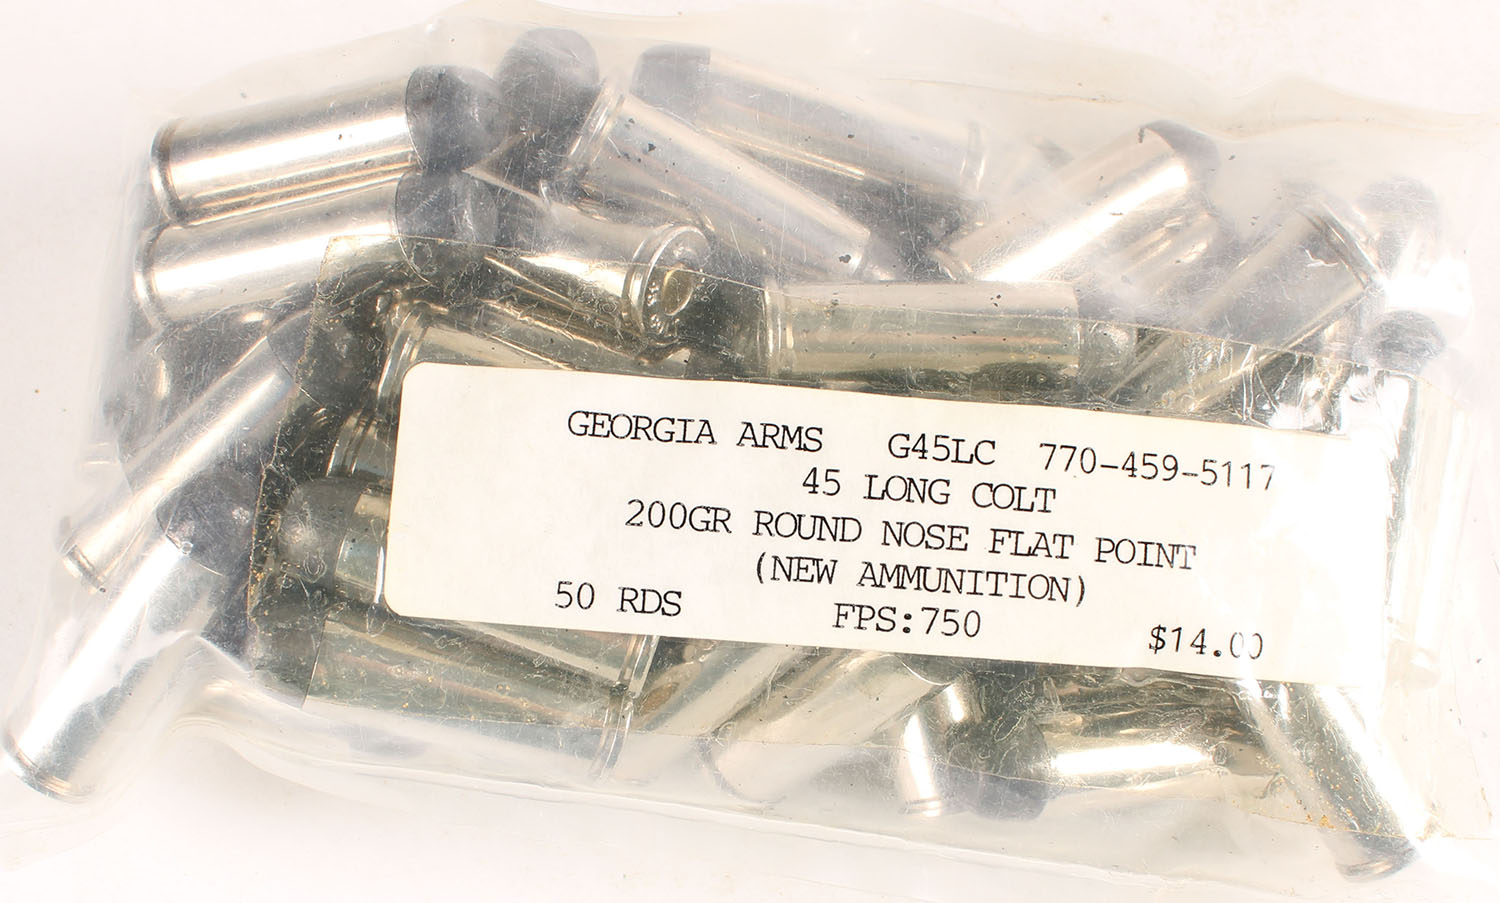 GEORGIA ARMS G45LC 770-459-5117
45 LONG COLT
200GR ROUND NOSE FLAT POINT
(NEW AMMUNITION)
50 RDS FPS:750 $14.00